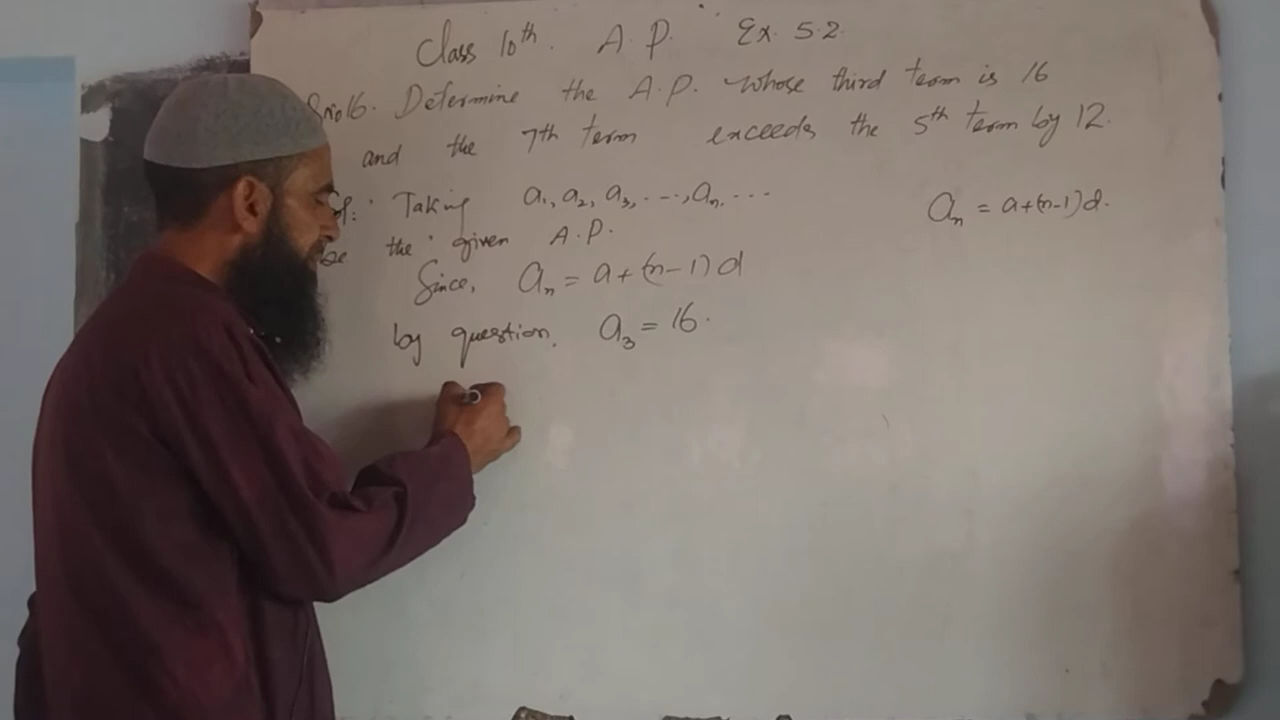 Class 10th. A.P. Ex. 5.2
no16. Determine the A.P. whose third term is 16
and the 7th term exceeds the 5th term by 12.
Taking a₁, a₂, a₃, ..., aₙ, ...
be the given A.P.
Since, aₙ = a+(n-1)d
by question, a₃ = 16.
aₙ = a+(n-1)d.